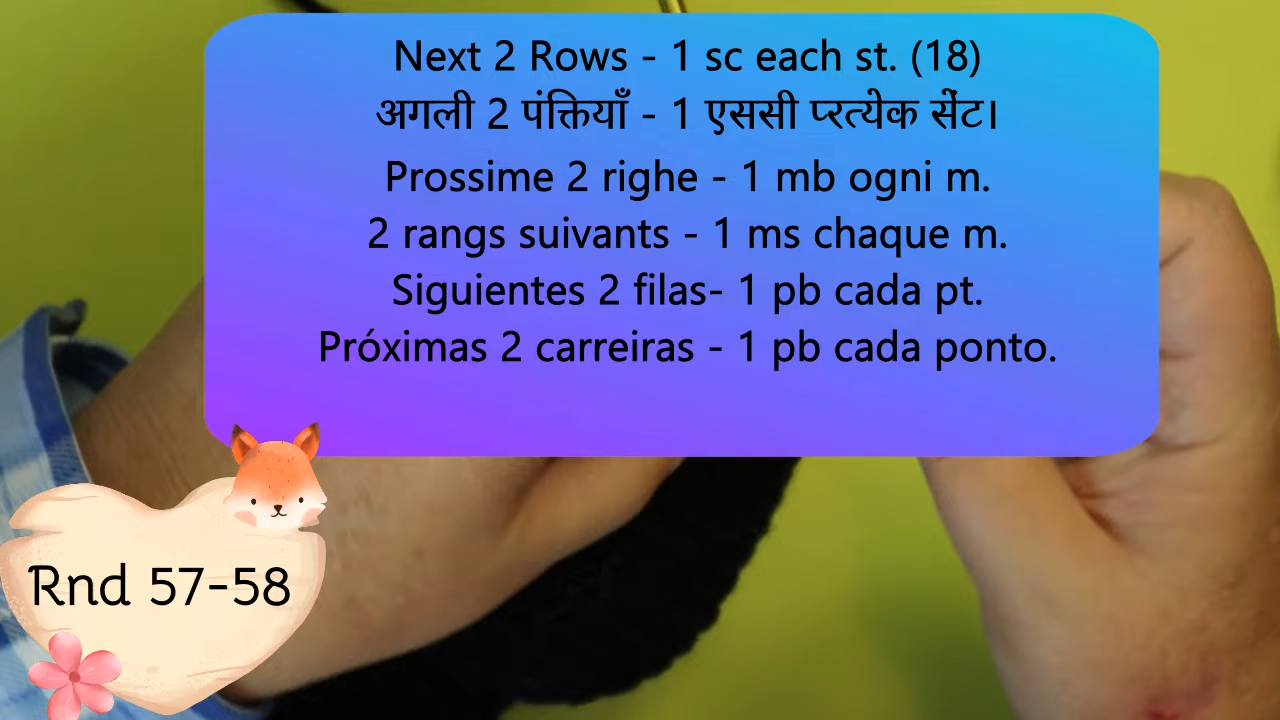 Next 2 Rows - 1 sc each st. (18)
अगली 2 पंक्तियाँ - 1 एससी प्रत्येक सेंट।
Prossime 2 righe - 1 mb ogni m.
2 rangs suivants - 1 ms chaque m.
Siguientes 2 filas- 1 pb cada pt.
Próximas 2 carreiras - 1 pb cada ponto.
Rnd 57-58